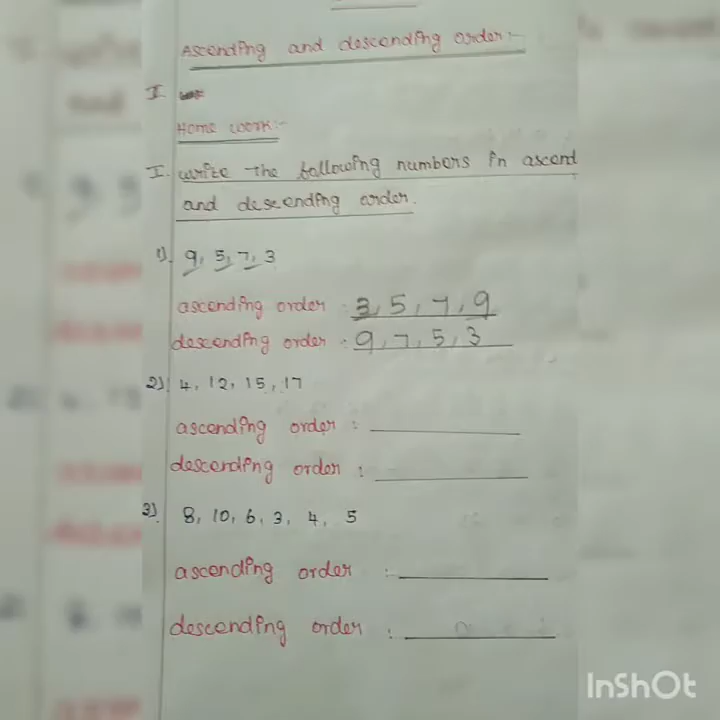 Ascending and descending order:-
I
Home work:-
I. write the following numbers in ascend
and descending order.
1). 9, 5, 7, 3
ascending order : 3, 5, 7, 9
descending order : 9, 7, 5, 3
2) 4, 12, 15, 17
ascending order :
descending order :
3) 8, 10, 6, 3, 4, 5
ascending order :
descending order :
InShOt